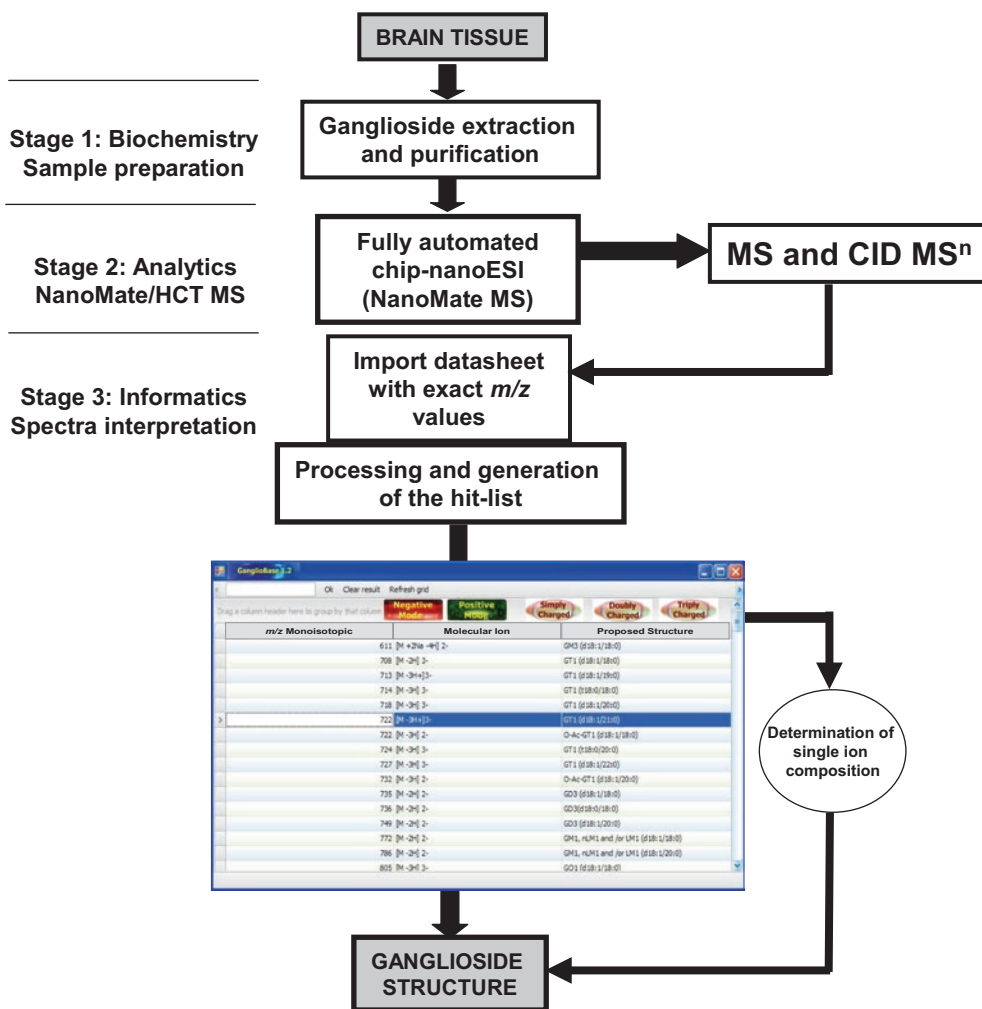 BRAIN TISSUE
Stage 1: Biochemistry
Sample preparation
Ganglioside extraction
and purification
Stage 2: Analytics
NanoMate/HCT MS
Fully automated
chip-nanoESI
(NanoMate MS)
MS and CID MSⁿ
Stage 3: Informatics
Spectra interpretation
Import datasheet
with exact m/z
values
Processing and generation
of the hit-list
GanglioBase 1.2
Ok Clear result Refresh grid
Drag a column header here to group by that column
Negative
Mode
Positive
Mode
Simply
Charged
Doubly
Charged
Triply
Charged
m/z Monoisotopic Molecular Ion Proposed Structure
611 [M +2Na -4H] 2- GM3 (d18:1/18:0)
708 [M -2H] 3- GT1 (d18:1/18:0)
713 [M -3H+]3- GT1 (d18:1/19:0)
714 [M -3H] 3- GT1 (t18:0/18:0)
718 [M -3H] 3- GT1 (d18:1/20:0)
722 [M -3H+]3- GT1 (d18:1/21:0)
722 [M -3H] 2- O-Ac-GT1 (d18:1/18:0)
724 [M -3H] 3- GT1 (t18:0/20:0)
727 [M -3H] 3- GT1 (d18:1/22:0)
732 [M -3H] 2- O-Ac-GT1 (d18:1/20:0)
735 [M -2H] 2- GD3 (d18:1/18:0)
736 [M -2H] 2- GD3(d18:0/18:0)
749 [M -2H] 2- GD3 (d18:1/20:0)
772 [M -2H] 2- GM1, nLM1 and /or LM1 (d18:1/18:0)
786 [M -2H] 2- GM1, nLM1 and /or LM1 (d18:1/20:0)
805 [M -3H] 3- GQ1 (d18:1/18:0)
Determination of
single ion
composition
GANGLIOSIDE
STRUCTURE